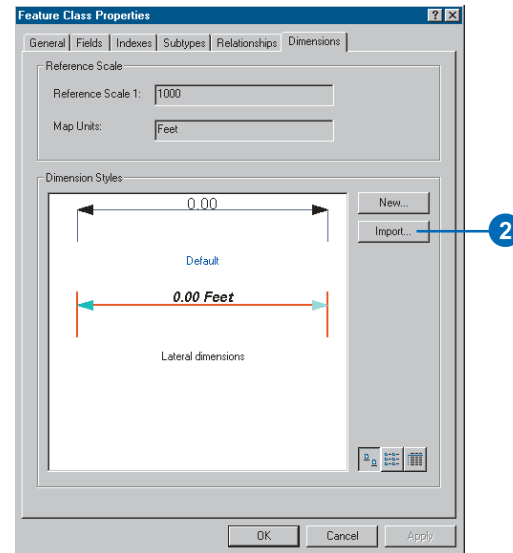 Feature Class Properties
General Fields Indexes Subtypes Relationships Dimensions
Reference Scale
Reference Scale 1: 1000
Map Units: Feet
Dimension Styles
0.00
Default
0.00 Feet
Lateral dimensions
New...
Import...
2
OK Cancel Apply